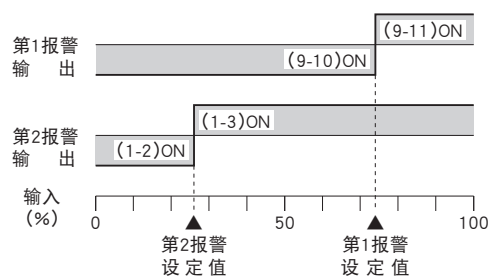 第1报警
输 出
(9-11)ON
(9-10)ON
第2报警
输 出
(1-3)ON
(1-2)ON
输入
(%)
0 50 100
第2报警
设定值
第1报警
设定值